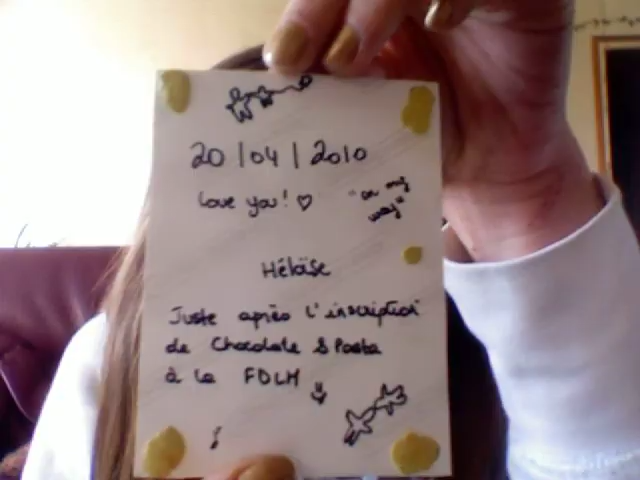 20/04/2010
Love you! ♡ "on my way"
Héloïse
Juste après l'inscription
de Chocolate & Pasta
à la FDLM